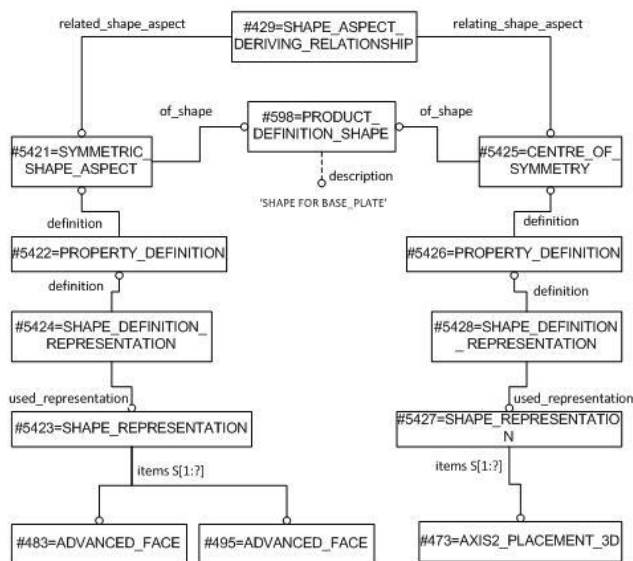 related_shape_aspect
relating_shape_aspect
#429=SHAPE_ASPECT_
DERIVING_RELATIONSHIP
of_shape
of_shape
#598=PRODUCT_
DEFINITION_SHAPE
#5421=SYMMETRIC_
SHAPE_ASPECT
#5425=CENTRE_OF_
SYMMETRY
description
'SHAPE FOR BASE_PLATE'
definition
definition
#5422=PROPERTY_DEFINITION
#5426=PROPERTY_DEFINITION
definition
definition
#5424=SHAPE_DEFINITION_
REPRESENTATION
#5428=SHAPE_DEFINITION
_REPRESENTATION
used_representation
used_representation
#5423=SHAPE_REPRESENTATION
#5427=SHAPE_REPRESENTATIO
N
items S[1:?]
items S[1:?]
#483=ADVANCED_FACE
#495=ADVANCED_FACE
#473=AXIS2_PLACEMENT_3D